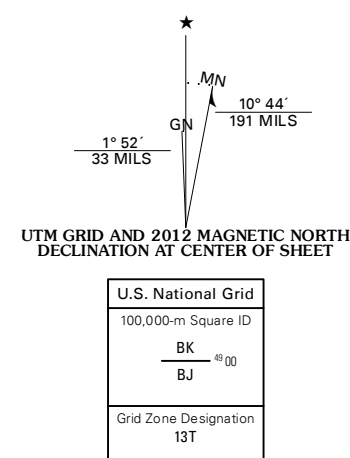 ★
MN
GN
10° 44´
191 MILS
1° 52´
33 MILS
UTM GRID AND 2012 MAGNETIC NORTH
DECLINATION AT CENTER OF SHEET
U.S. National Grid
100,000-m Square ID
BK
49 00
BJ
Grid Zone Designation
13T